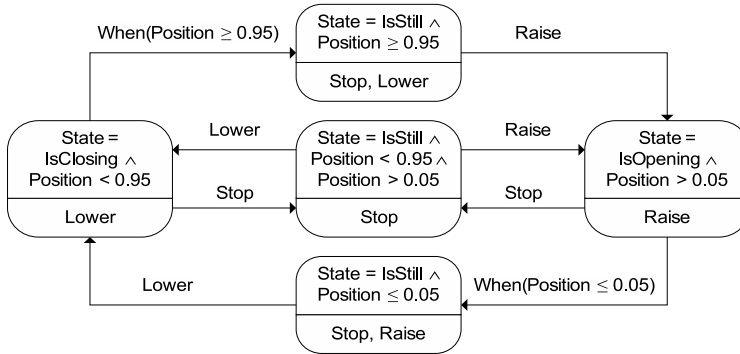 State = IsStill ∧
Position ≥ 0.95
Stop, Lower
When(Position ≥ 0.95)
Raise
State =
IsClosing ∧
Position < 0.95
Lower
Lower
Stop
State = IsStill ∧
Position < 0.95 ∧
Position > 0.05
Stop
Raise
Stop
State =
IsOpening ∧
Position > 0.05
Raise
Lower
State = IsStill ∧
Position ≤ 0.05
Stop, Raise
When(Position ≤ 0.05)